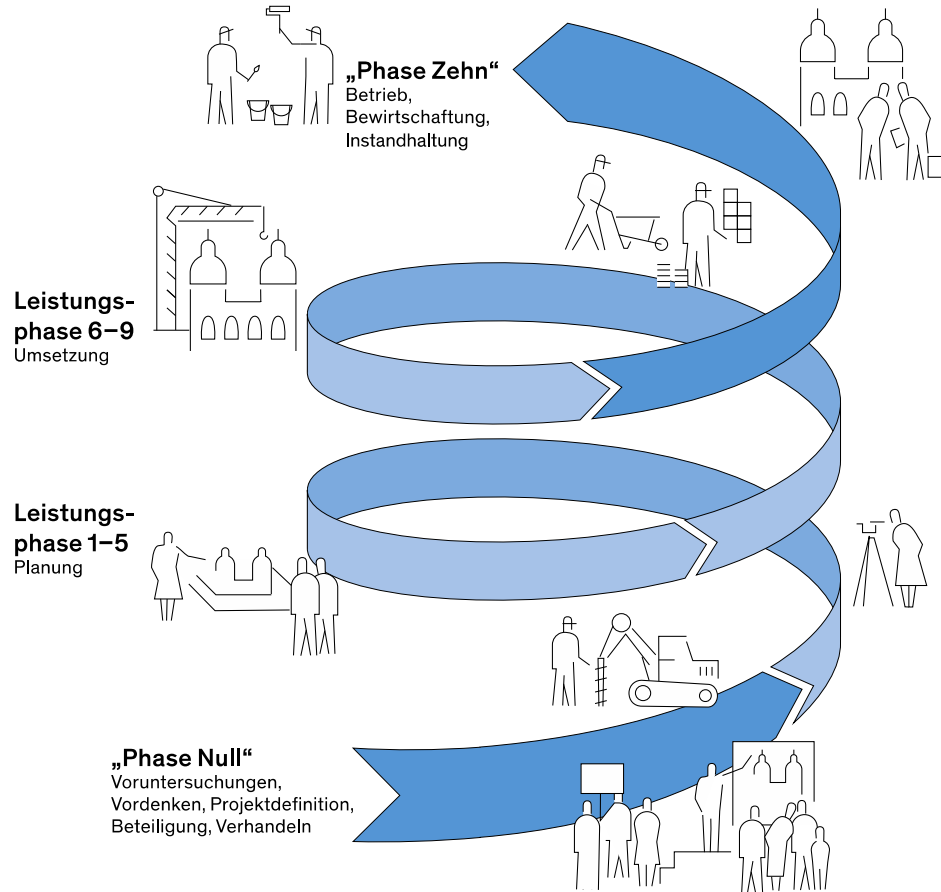 „Phase Zehn“
Betrieb,
Bewirtschaftung,
Instandhaltung
Leistungs-
phase 6–9
Umsetzung
Leistungs-
phase 1–5
Planung
„Phase Null“
Voruntersuchungen,
Vordenken, Projektdefinition,
Beteiligung, Verhandeln